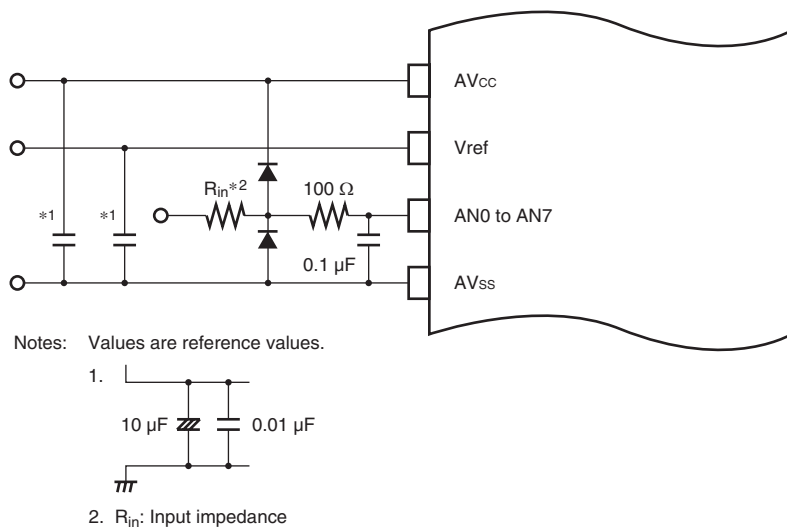 AVcc
Vref
Rin*2
100 Ω
*1
*1
AN0 to AN7
0.1 µF
AVss
Notes: Values are reference values.
1.
10 µF
0.01 µF
2. Rin: Input impedance